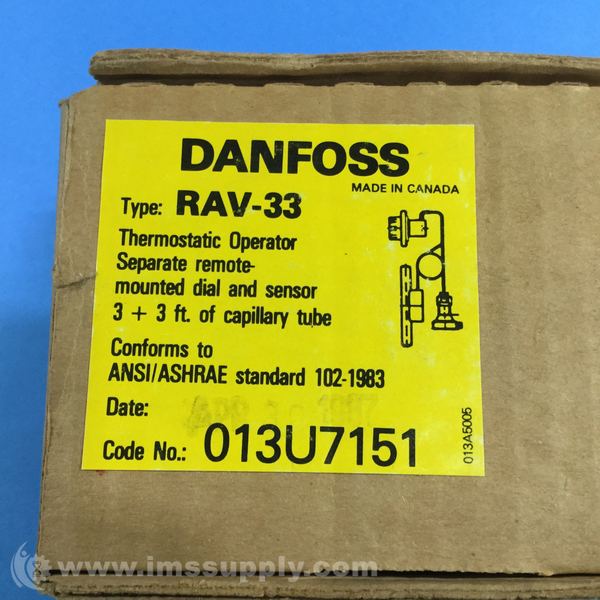 DANFOSS
MADE IN CANADA
Type: RAV-33
Thermostatic Operator
Separate remote-
mounted dial and sensor
3 + 3 ft. of capillary tube
Conforms to
ANSI/ASHRAE standard 102-1983
Date:
Code No.: 013U7151
013A5005
www.imssupply.com